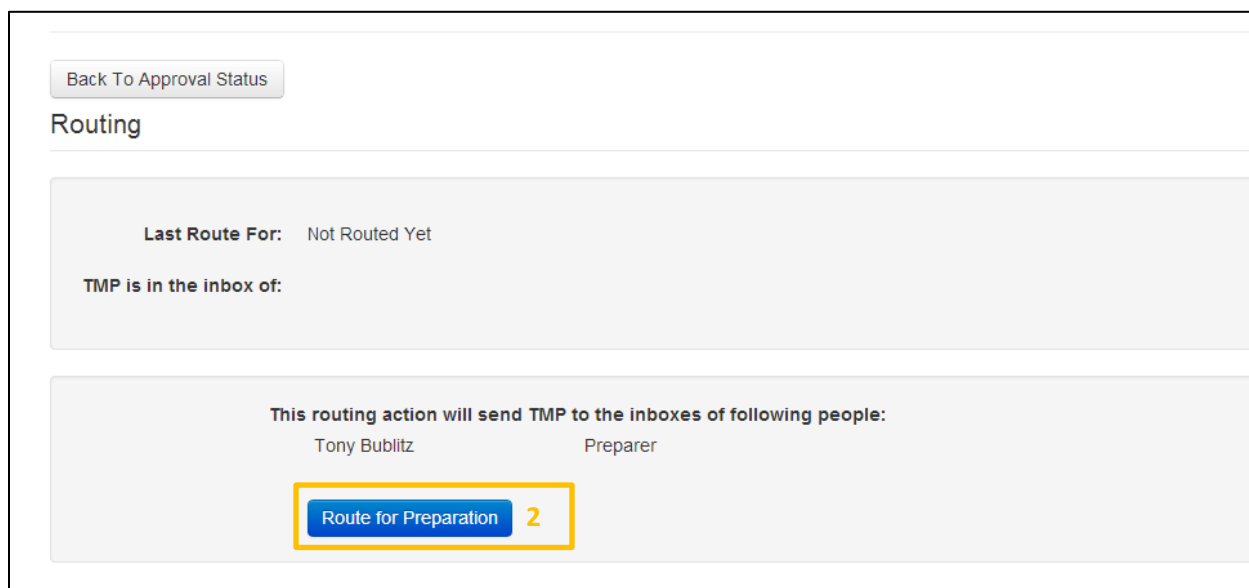 Back To Approval Status
Routing
Last Route For: Not Routed Yet
TMP is in the inbox of:
This routing action will send TMP to the inboxes of following people:
Tony Bublitz Preparer
Route for Preparation 2